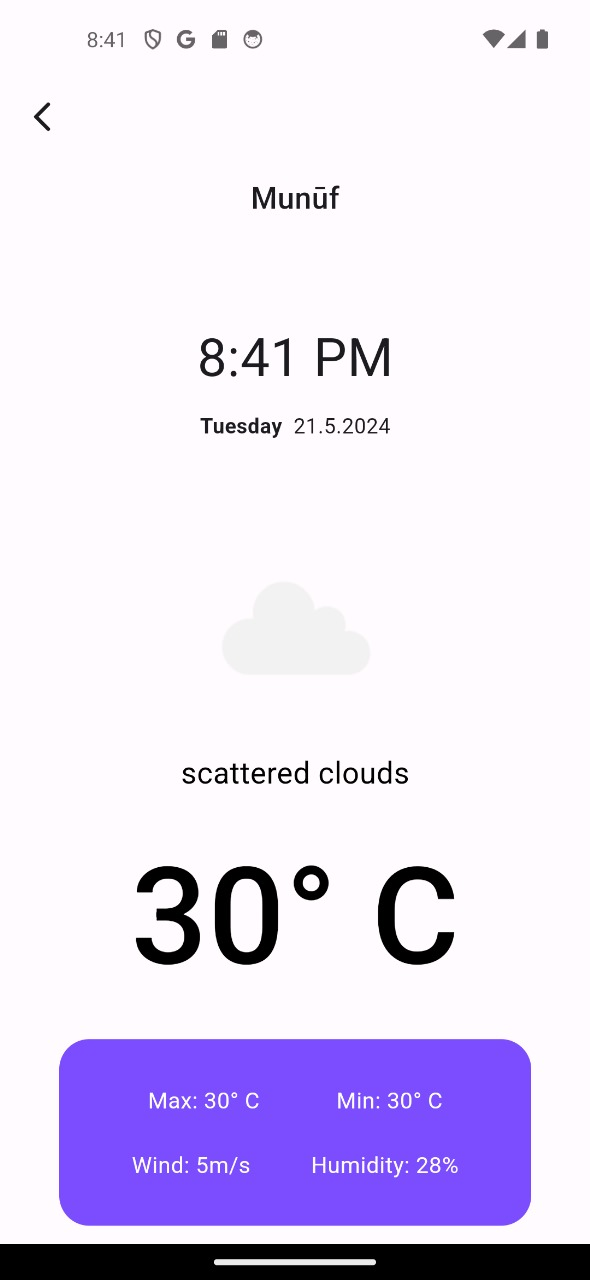 8:41
Munūf
8:41 PM
Tuesday 21.5.2024
scattered clouds
30° C
Max: 30° C Min: 30° C
Wind: 5m/s Humidity: 28%